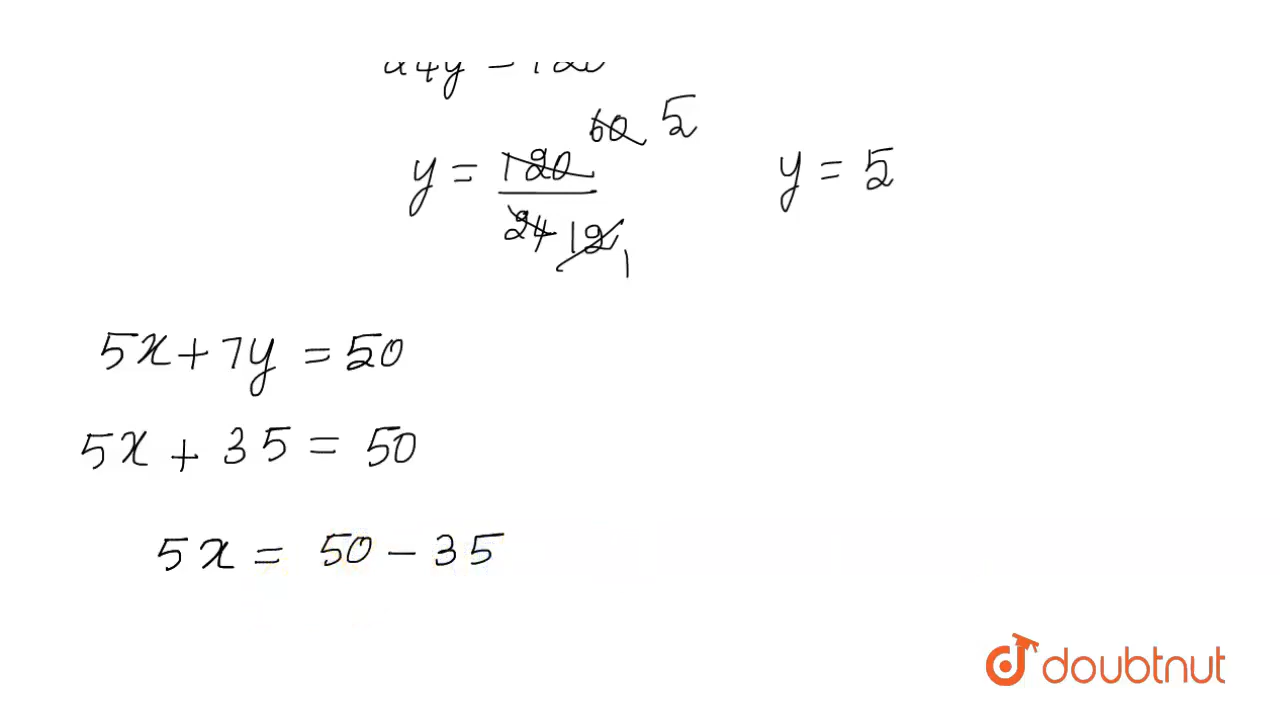 y = 120/24 60 5 12 1 y = 5
5x + 7y = 50
5x + 35 = 50
5x = 50 - 35
doubtnut